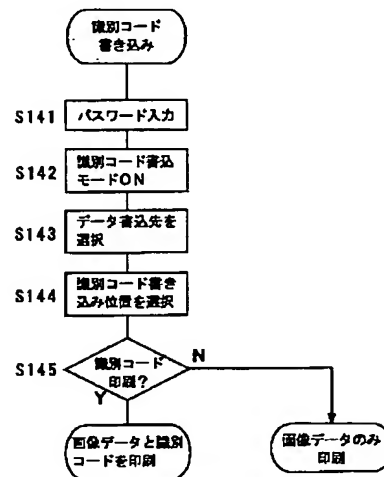 識別コード
書き込み
S141
パスワード入力
S142
識別コード書込
モードON
S143
データ書込先を
選択
S144
識別コード書き
込み位置を選択
S145
識別コード
印刷?
N
Y
画像データと識別
コードを印刷
画像データのみ
印刷